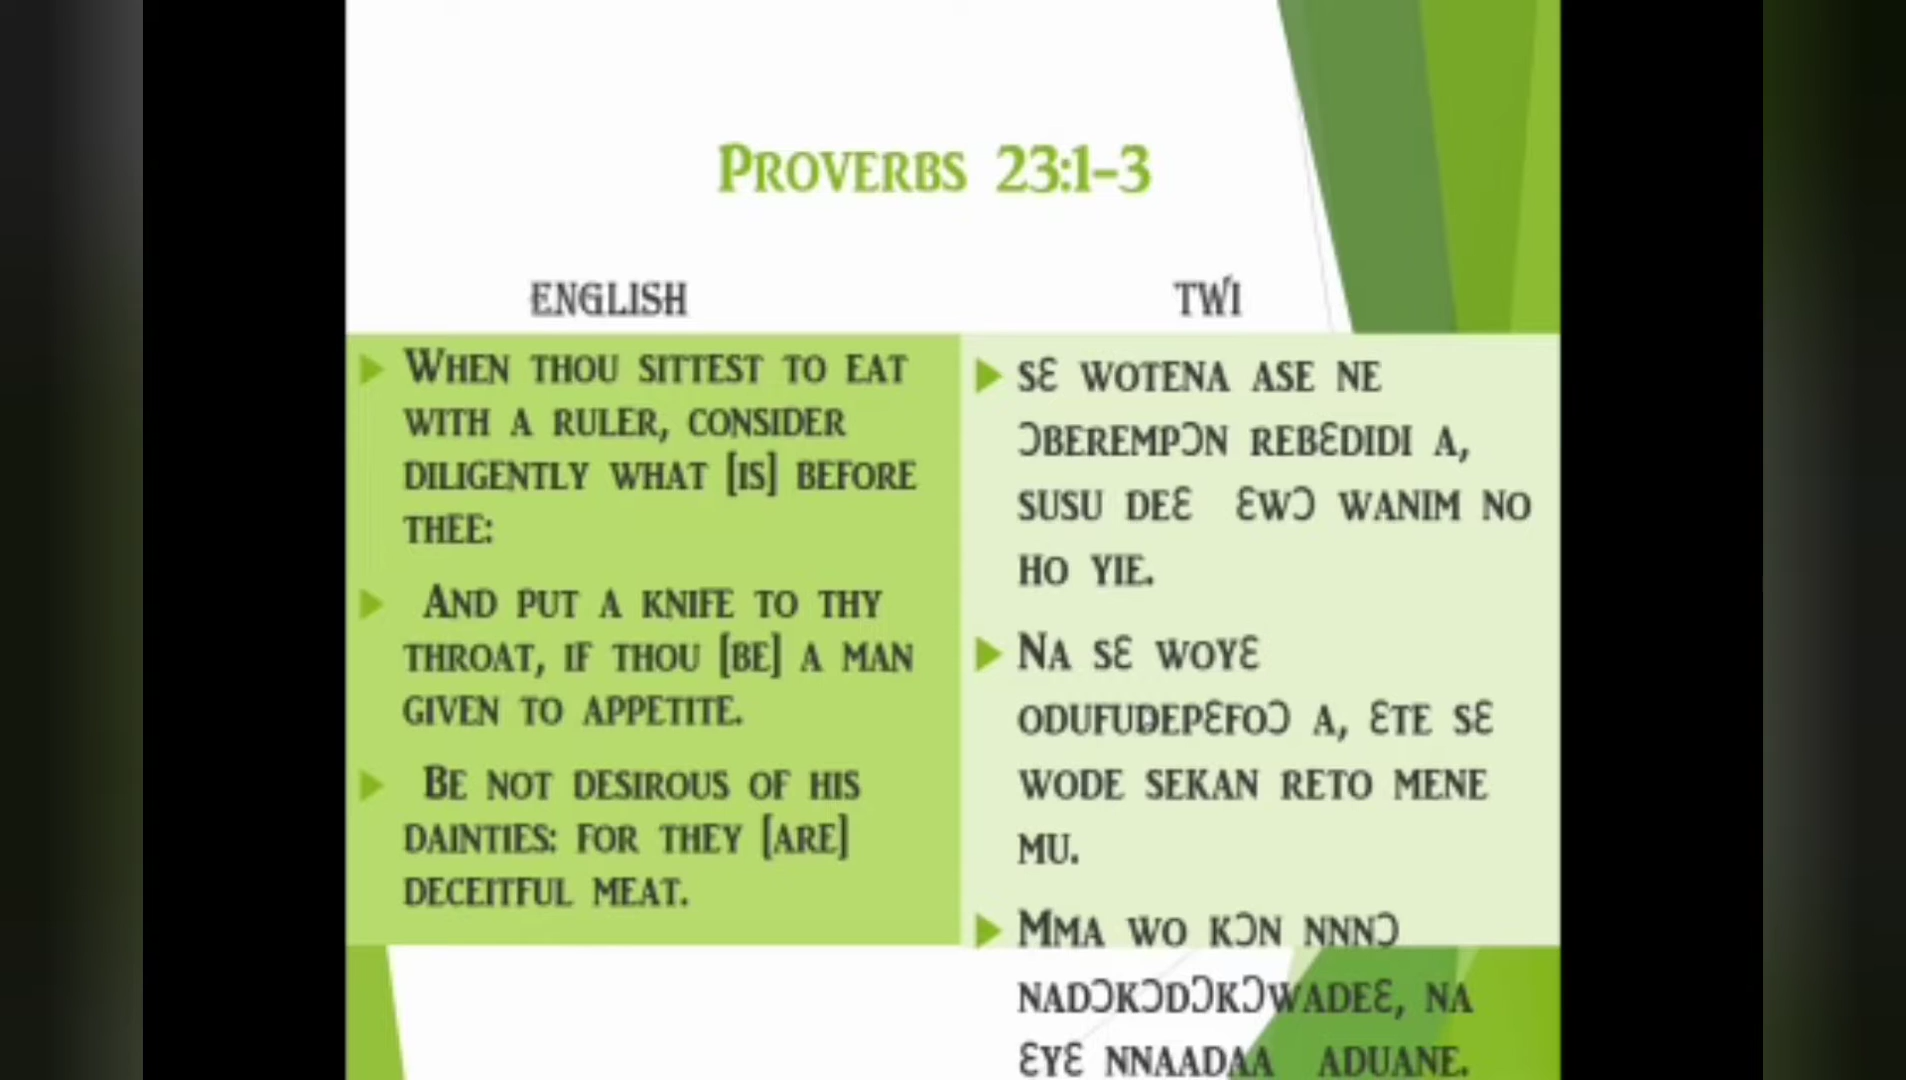 PROVERBS 23:1-3
ENGLISH
WHEN THOU SITTEST TO EAT
WITH A RULER, CONSIDER
DILIGENTLY WHAT [IS] BEFORE
THEE:
AND PUT A KNIFE TO THY
THROAT, IF THOU [BE] A MAN
GIVEN TO APPETITE.
BE NOT DESIROUS OF HIS
DAINTIES: FOR THEY [ARE]
DECEITFUL MEAT.
TWI
SƐ WOTENA ASE NE
ƆBEREMPƆN REBƐDIDI A,
SUSU DEƐ ƐWƆ WANIM NO
HO YIE.
NA SƐ WOYƐ
ODUFUDEPƐFOƆ A, ƐTE SƐ
WODE SEKAN RETO MENE
MU.
MMA WO KƆN NNNƆ
NADƆKƆDƆKƆWADEƐ, NA
ƐYƐ NNAADAA ADUANE.